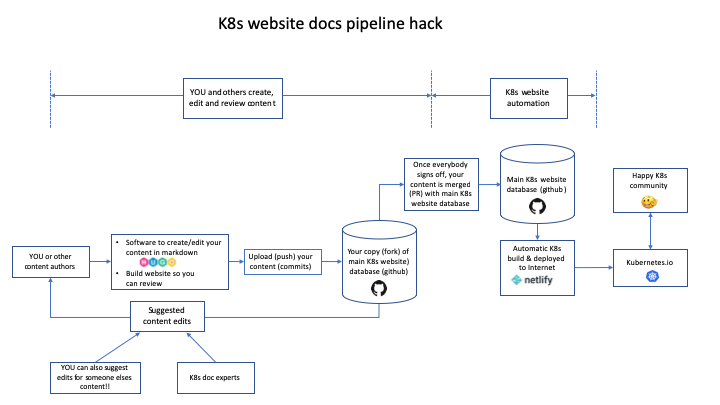 K8s website docs pipeline hack
YOU and others create,
edit and review content
K8s website
automation
Once everybody
signs off, your
content is merged
(PR) with main K8s
website database
Main K8s website
database (github)
Happy K8s
community
YOU or other
content authors
• Software to create/edit your
content in markdown
HUGO
• Build website so you
can review
Upload (push) your
content (commits)
Your copy (fork) of
main K8s website)
database (github)
Automatic K8s
build & deployed
to Internet
netlify
Kubernetes.io
Suggested
content edits
YOU can also suggest
edits for someone elses
content!!
K8s doc experts